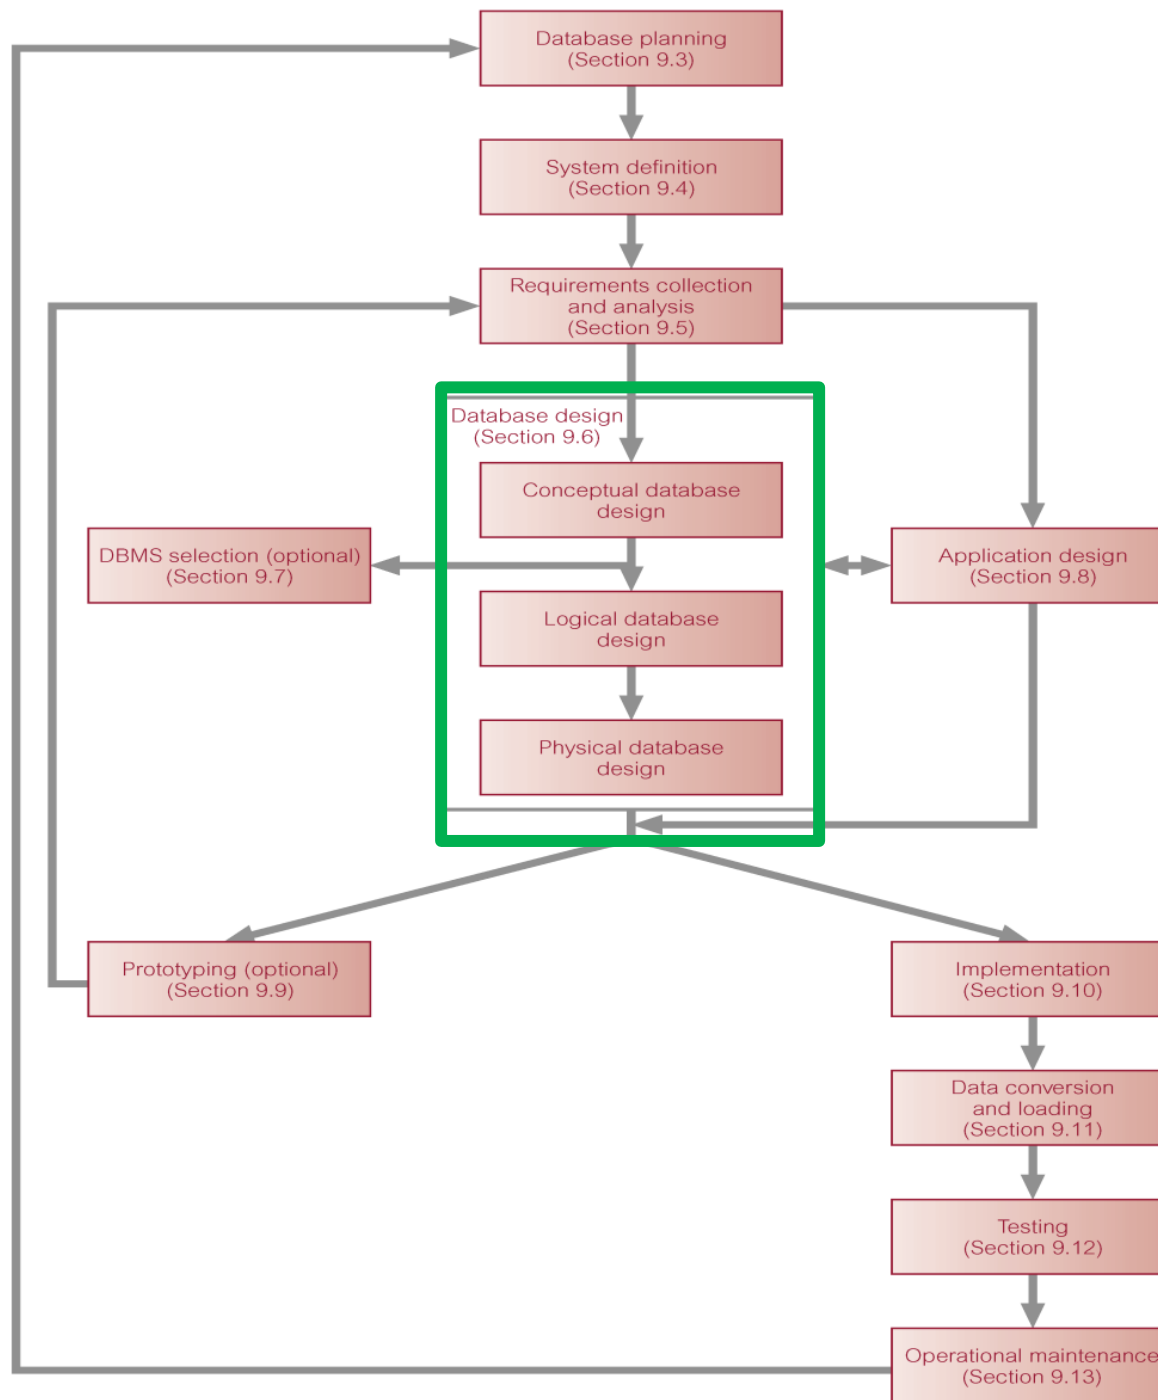 Database planning
(Section 9.3)
System definition
(Section 9.4)
Requirements collection
and analysis
(Section 9.5)
Database design
(Section 9.6)
Conceptual database
design
DBMS selection (optional)
(Section 9.7)
Application design
(Section 9.8)
Logical database
design
Physical database
design
Prototyping (optional)
(Section 9.9)
Implementation
(Section 9.10)
Data conversion
and loading
(Section 9.11)
Testing
(Section 9.12)
Operational maintenance
(Section 9.13)